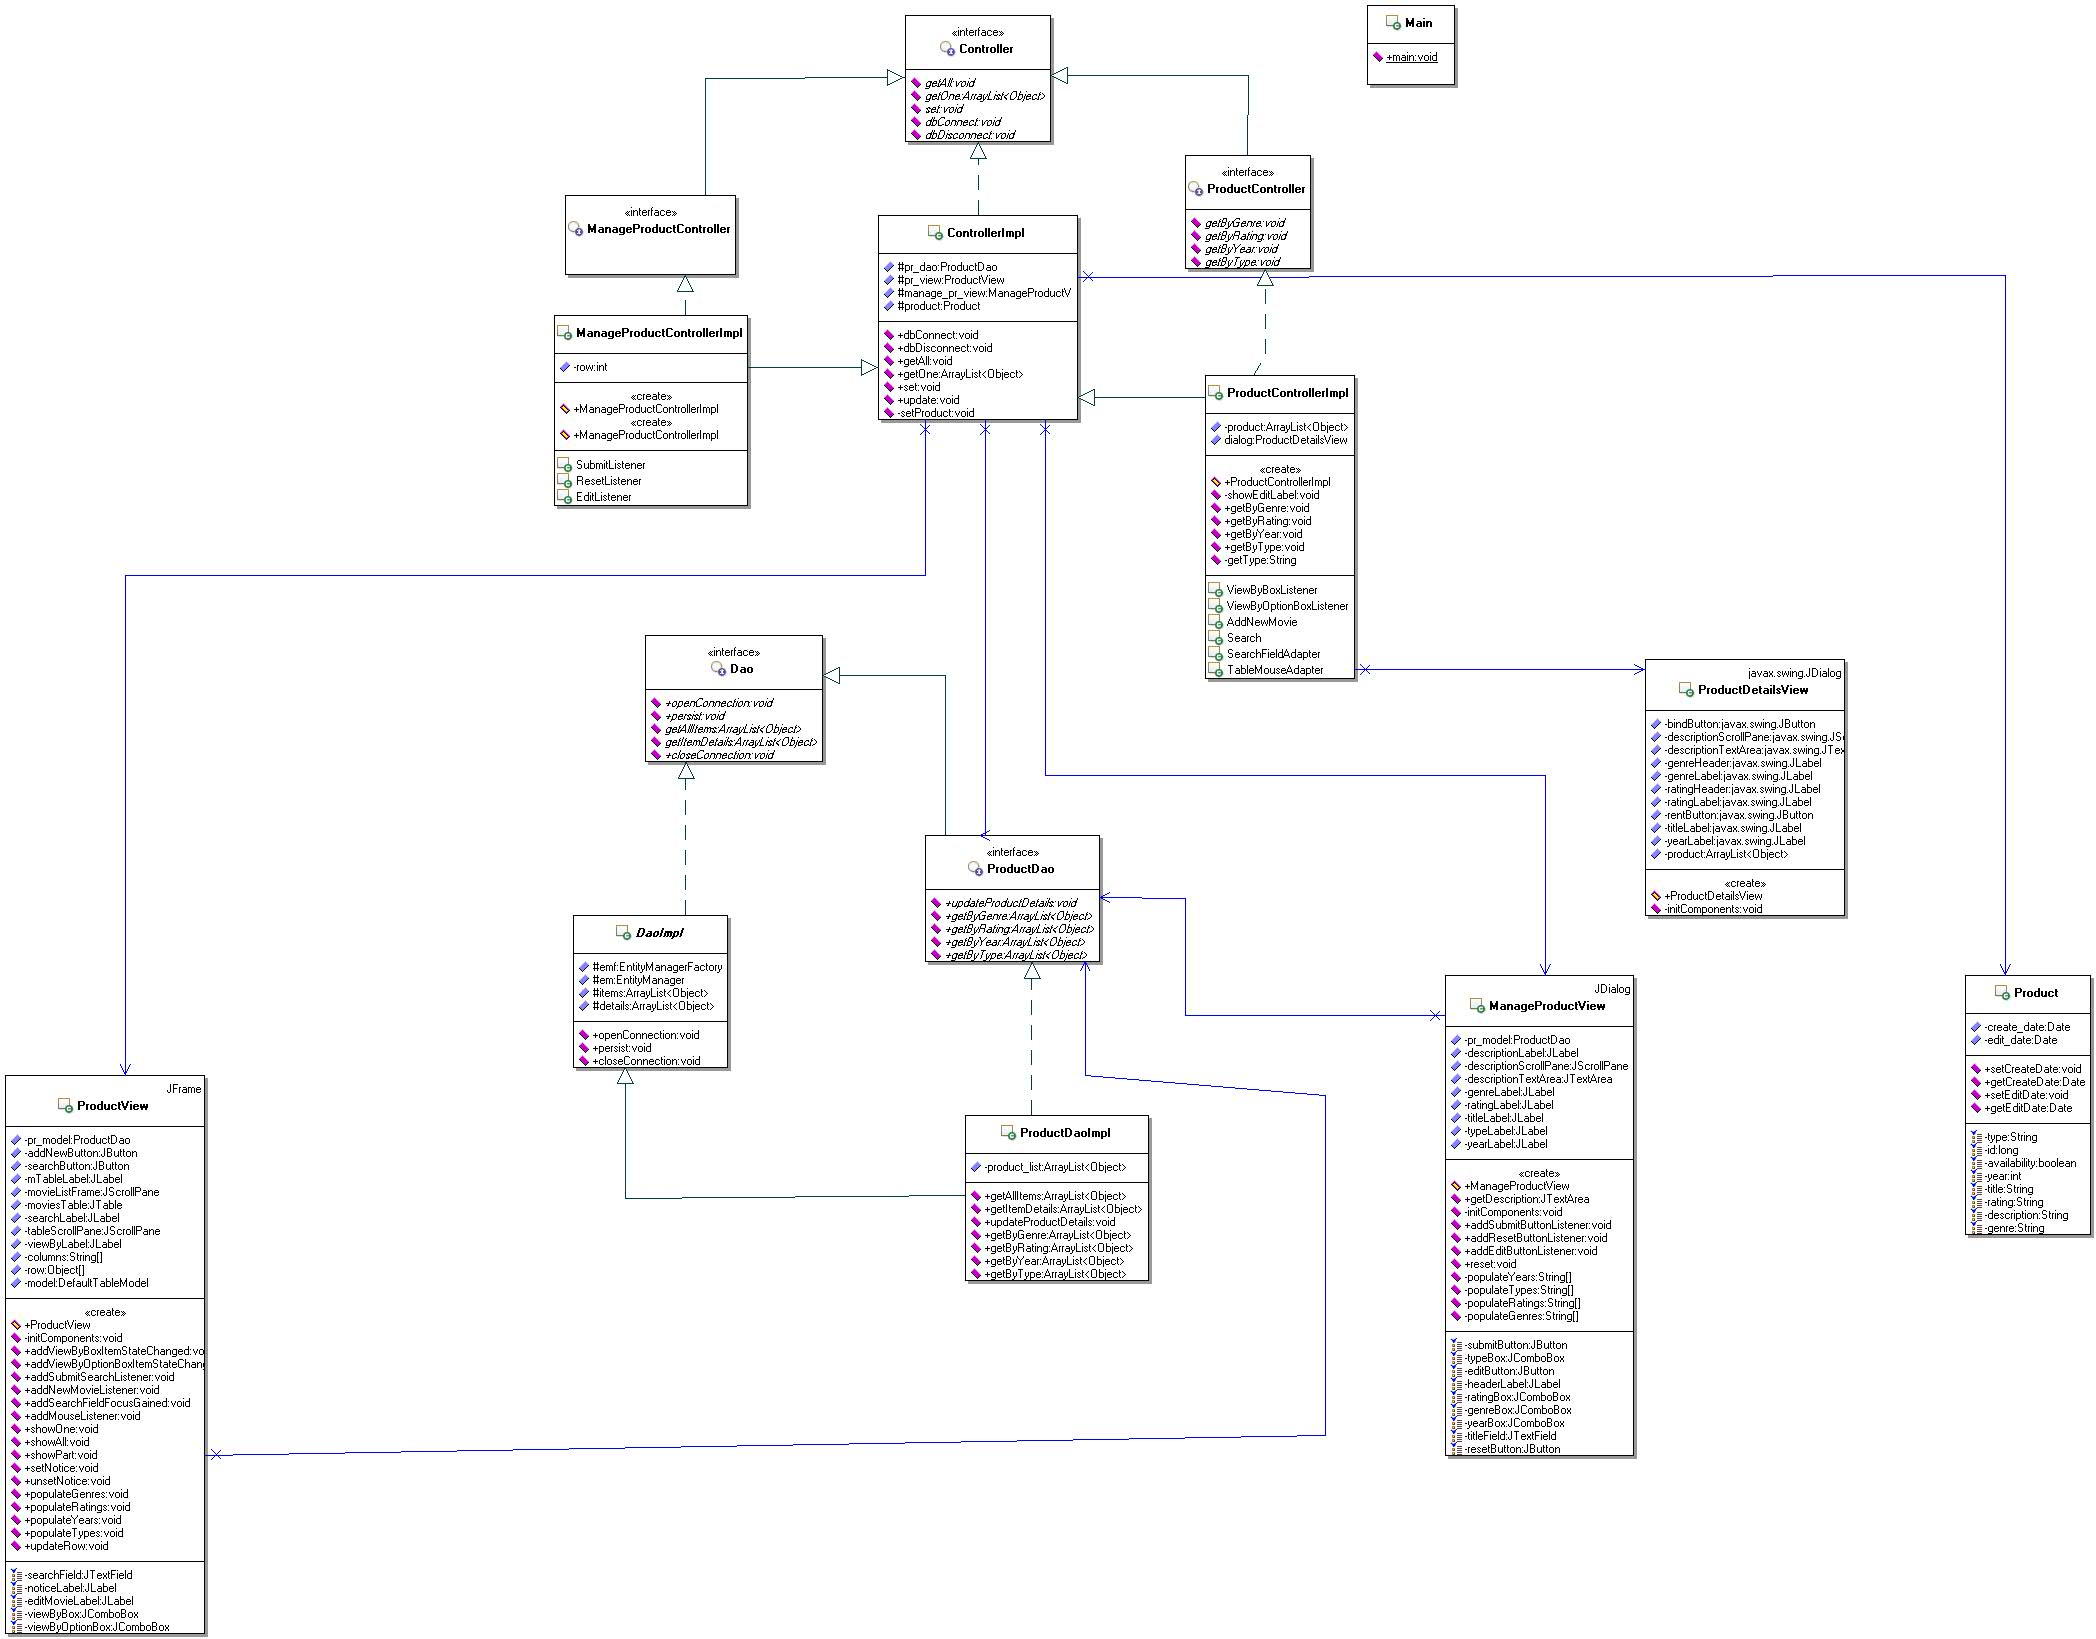 «interface»
Controller
getAll:void
getOne:ArrayList<Object>
set:void
dbConnect:void
dbDisconnect:void
Main
+main:void
«interface»
ManageProductController
«interface»
ProductController
getByGenre:void
getByRating:void
getByYear:void
getByType:void
ControllerImpl
#pr_dao:ProductDao
#pr_view:ProductView
#manage_pr_view:ManageProductV
#product:Product
+dbConnect:void
+dbDisconnect:void
+getAll:void
+getOne:ArrayList<Object>
+set:void
+update:void
-setProduct:void
ManageProductControllerImpl
-row:int
«create»
+ManageProductControllerImpl
«create»
+ManageProductControllerImpl
SubmitListener
ResetListener
EditListener
ProductControllerImpl
-product:ArrayList<Object>
dialog:ProductDetailsView
«create»
+ProductControllerImpl
-showEditLabel:void
+getByGenre:void
+getByRating:void
+getByYear:void
+getByType:void
-getType:String
ViewByBoxListener
ViewByOptionBoxListener
AddNewMovie
Search
SearchFieldAdapter
TableMouseAdapter
«interface»
Dao
+openConnection:void
+persist:void
getAllItems:ArrayList<Object>
getItemDetails:ArrayList<Object>
+closeConnection:void
javax.swing.JDialog
ProductDetailsView
-bindButton:javax.swing.JButton
-descriptionScrollPane:javax.swing.JS
-descriptionTextArea:javax.swing.JTex
-genreHeader:javax.swing.JLabel
-genreLabel:javax.swing.JLabel
-ratingHeader:javax.swing.JLabel
-ratingLabel:javax.swing.JLabel
-rentButton:javax.swing.JButton
-titleLabel:javax.swing.JLabel
-yearLabel:javax.swing.JLabel
-product:ArrayList<Object>
«create»
+ProductDetailsView
-initComponents:void
«interface»
ProductDao
+updateProductDetails:void
+getByGenre:ArrayList<Object>
+getByRating:ArrayList<Object>
+getByYear:ArrayList<Object>
+getByType:ArrayList<Object>
DaoImpl
#emf:EntityManagerFactory
#em:EntityManager
#items:ArrayList<Object>
#details:ArrayList<Object>
+openConnection:void
+persist:void
+closeConnection:void
JDialog
ManageProductView
-pr_model:ProductDao
-descriptionLabel:JLabel
-descriptionScrollPane:JScrollPane
-descriptionTextArea:JTextArea
-genreLabel:JLabel
-ratingLabel:JLabel
-titleLabel:JLabel
-typeLabel:JLabel
-yearLabel:JLabel
«create»
+ManageProductView
+getDescription:JTextArea
-initComponents:void
+addSubmitButtonListener:void
+addResetButtonListener:void
+addEditButtonListener:void
+reset:void
-populateYears:String[]
-populateTypes:String[]
-populateRatings:String[]
-populateGenres:String[]
-submitButton:JButton
-typeBox:JComboBox
-editButton:JButton
-headerLabel:JLabel
-ratingBox:JComboBox
-genreBox:JComboBox
-yearBox:JComboBox
-titleField:JTextField
-resetButton:JButton
Product
-create_date:Date
-edit_date:Date
+setCreateDate:void
+getCreateDate:Date
+setEditDate:void
+getEditDate:Date
-type:String
-id:long
-availability:boolean
-year:int
-title:String
-rating:String
-description:String
-genre:String
JFrame
ProductView
-pr_model:ProductDao
-addNewButton:JButton
-searchButton:JButton
-mTableLabel:JLabel
-movieListFrame:JScrollPane
-moviesTable:JTable
-searchLabel:JLabel
-tableScrollPane:JScrollPane
-viewByLabel:JLabel
-columns:String[]
-row:Object[]
-model:DefaultTableModel
«create»
+ProductView
-initComponents:void
+addViewByBoxItemStateChanged:vo
+addViewByOptionBoxItemStateChan
+addSubmitSearchListener:void
+addNewMovieListener:void
+addSearchFieldFocusGained:void
+addMouseListener:void
+showOne:void
+showAll:void
+showPart:void
+setNotice:void
+unsetNotice:void
+populateGenres:void
+populateRatings:void
+populateYears:void
+populateTypes:void
+updateRow:void
-searchField:JTextField
-noticeLabel:JLabel
-editMovieLabel:JLabel
-viewByBox:JComboBox
-viewByOptionBox:JComboBox
ProductDaoImpl
-product_list:ArrayList<Object>
+getAllItems:ArrayList<Object>
+getItemDetails:ArrayList<Object>
+updateProductDetails:void
+getByGenre:ArrayList<Object>
+getByRating:ArrayList<Object>
+getByYear:ArrayList<Object>
+getByType:ArrayList<Object>